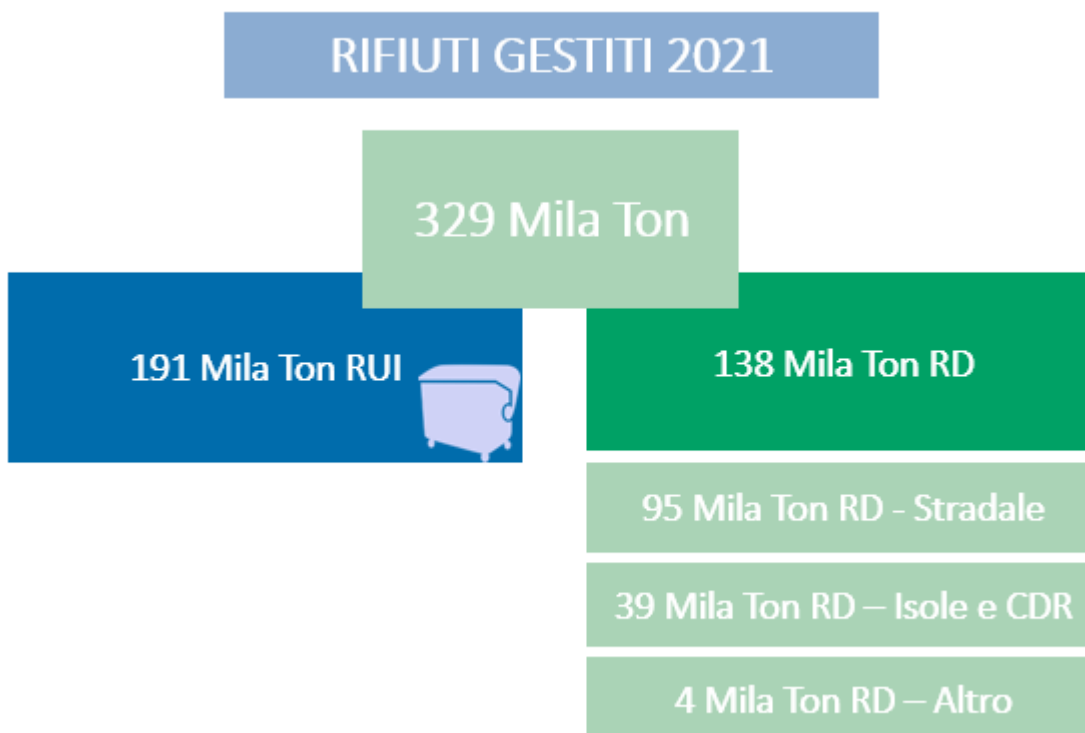 RIFIUTI GESTITI 2021
329 Mila Ton
191 Mila Ton RUI
138 Mila Ton RD
95 Mila Ton RD - Stradale
39 Mila Ton RD – Isole e CDR
4 Mila Ton RD – Altro